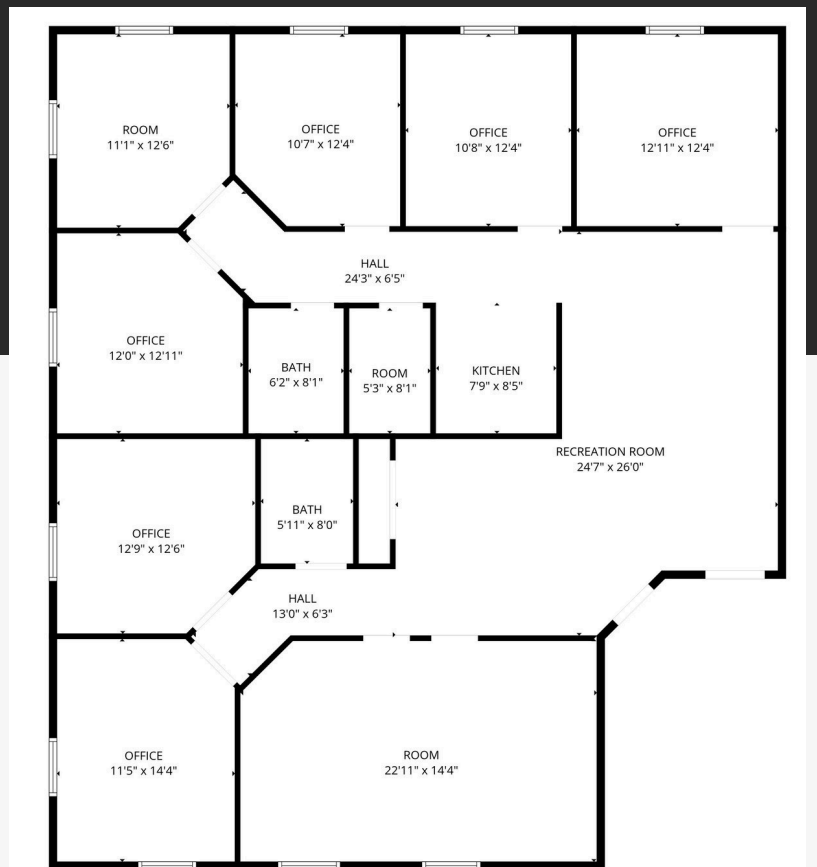 ROOM
11'1" x 12'6"
OFFICE
10'7" x 12'4"
OFFICE
10'8" x 12'4"
OFFICE
12'11" x 12'4"
HALL
24'3" x 6'5"
OFFICE
12'0" x 12'11"
BATH
6'2" x 8'1"
ROOM
5'3" x 8'1"
KITCHEN
7'9" x 8'5"
RECREATION ROOM
24'7" x 26'0"
OFFICE
12'9" x 12'6"
BATH
5'11" x 8'0"
HALL
13'0" x 6'3"
OFFICE
11'5" x 14'4"
ROOM
22'11" x 14'4"